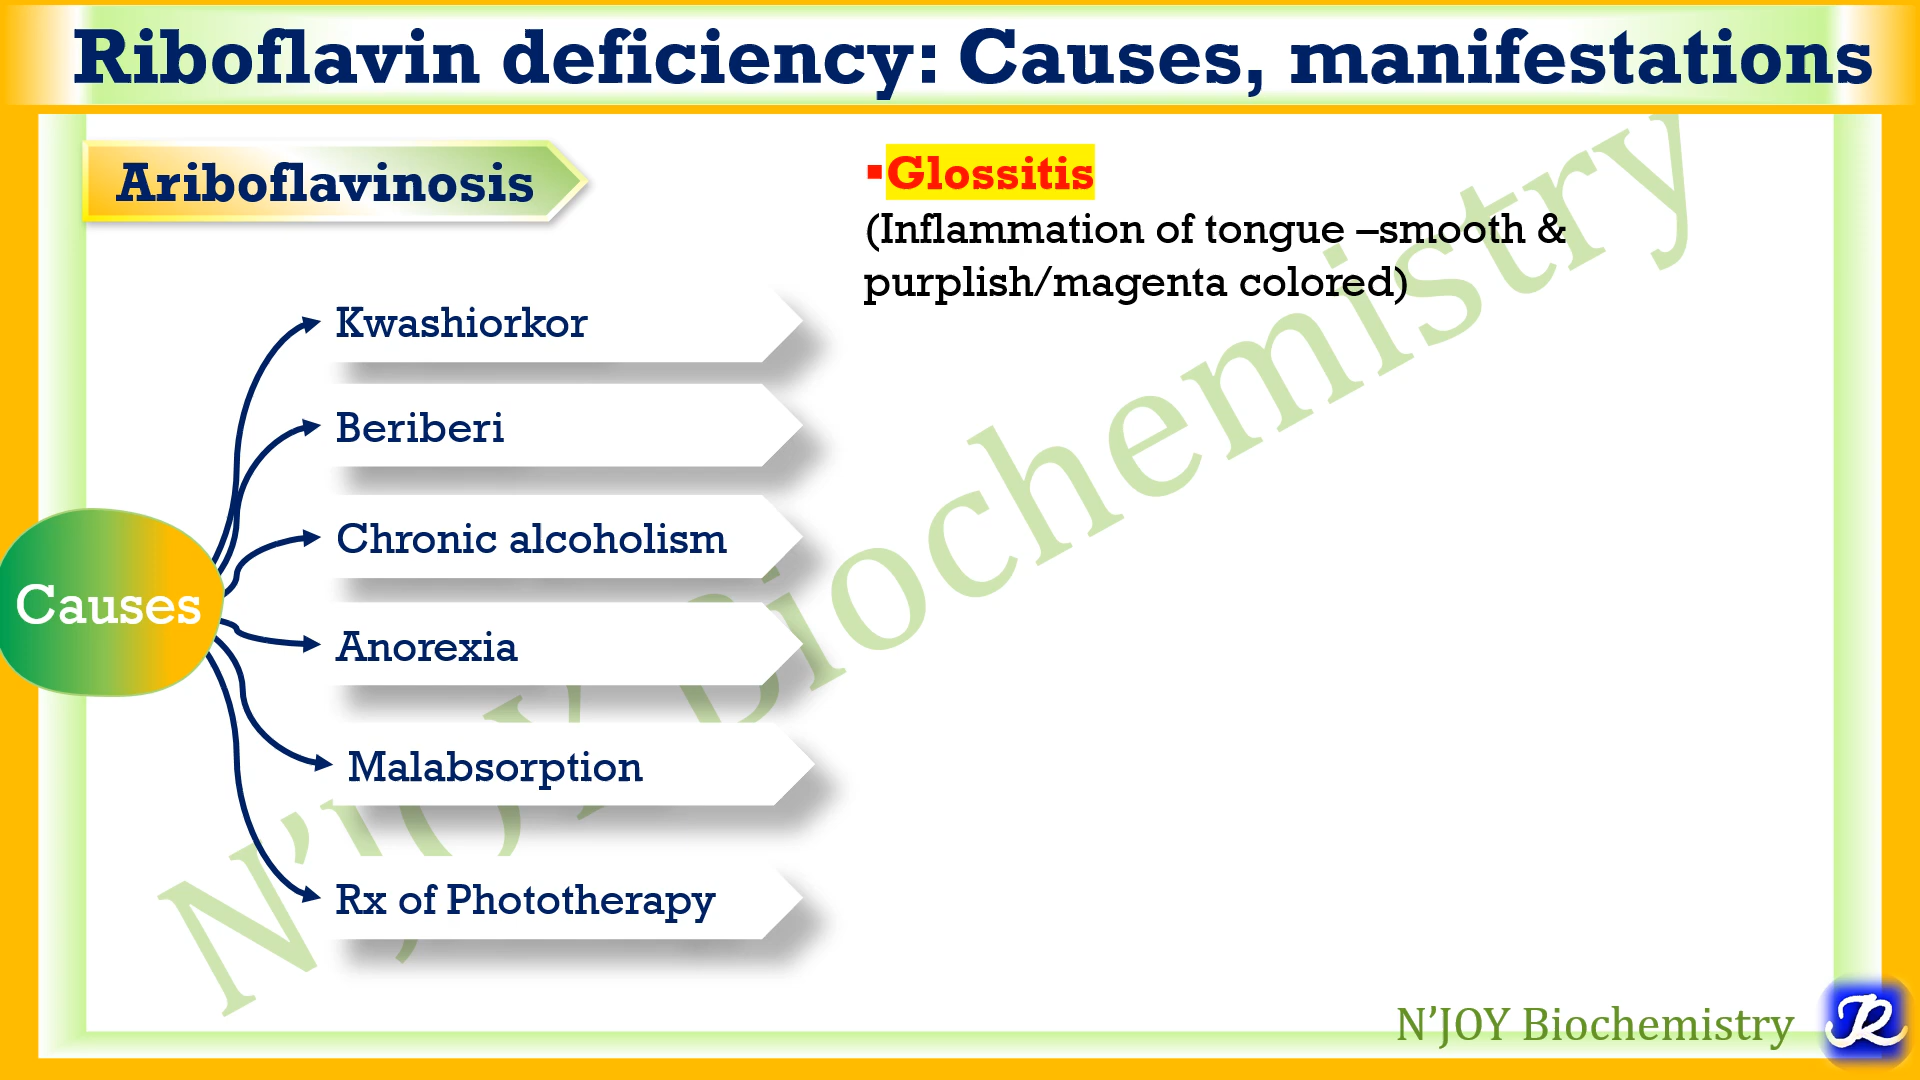 Riboflavin deficiency: Causes, manifestations
Ariboflavinosis
Causes
Kwashiorkor
Beriberi
Chronic alcoholism
Anorexia
Malabsorption
Rx of Phototherapy
▪Glossitis
(Inflammation of tongue –smooth &
purplish/magenta colored)
N'JOY Biochemistry
N'JOY Biochemistry
R